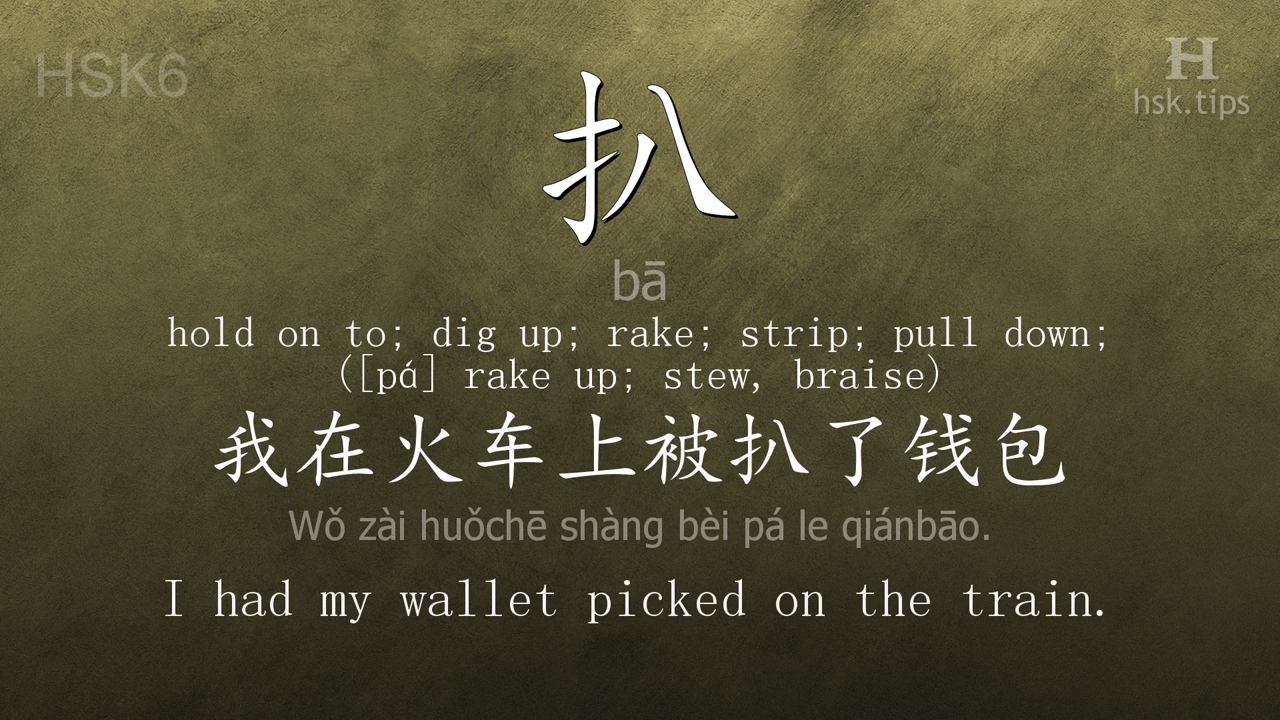 HSK6
H
hsk.tips
扒
bā
hold on to; dig up; rake; strip; pull down;
([pá] rake up; stew, braise)
我在火车上被扒了钱包
Wǒ zài huǒchē shàng bèi pá le qiánbāo.
I had my wallet picked on the train.